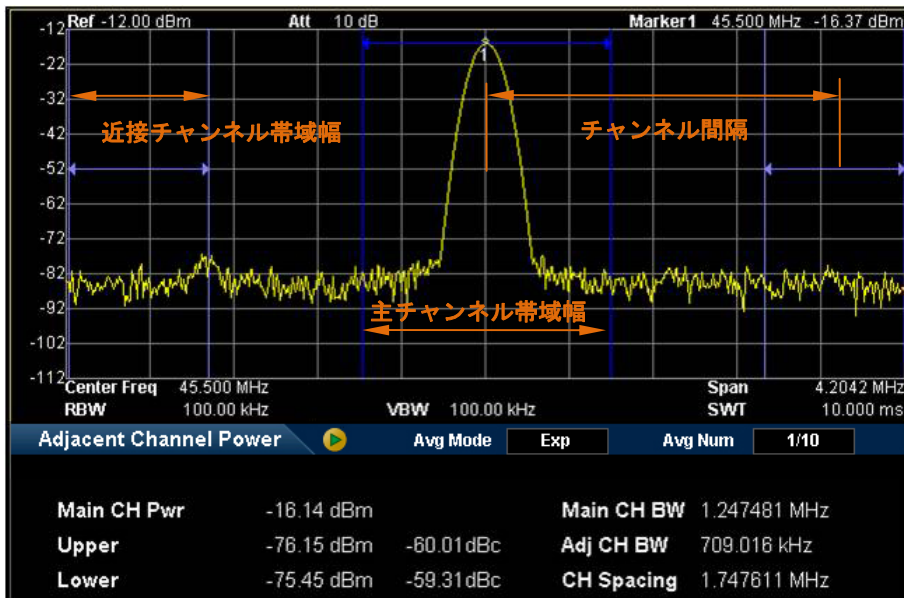 Ref -12.00 dBm Att 10 dB Marker1 45.500 MHz -16.37 dBm
-12
1
-22
-32
近接チャンネル帯域幅 チャンネル間隔
-42
-52
-62
-72
-82
-92
主チャンネル帯域幅
-102
-112
Center Freq 45.500 MHz Span 4.2042 MHz
RBW 100.00 kHz VBW 100.00 kHz SWT 10.000 ms
Adjacent Channel Power Avg Mode Exp Avg Num 1/10
Main CH Pwr -16.14 dBm Main CH BW 1.247481 MHz
Upper -76.15 dBm -60.01dBc Adj CH BW 709.016 kHz
Lower -75.45 dBm -59.31dBc CH Spacing 1.747611 MHz